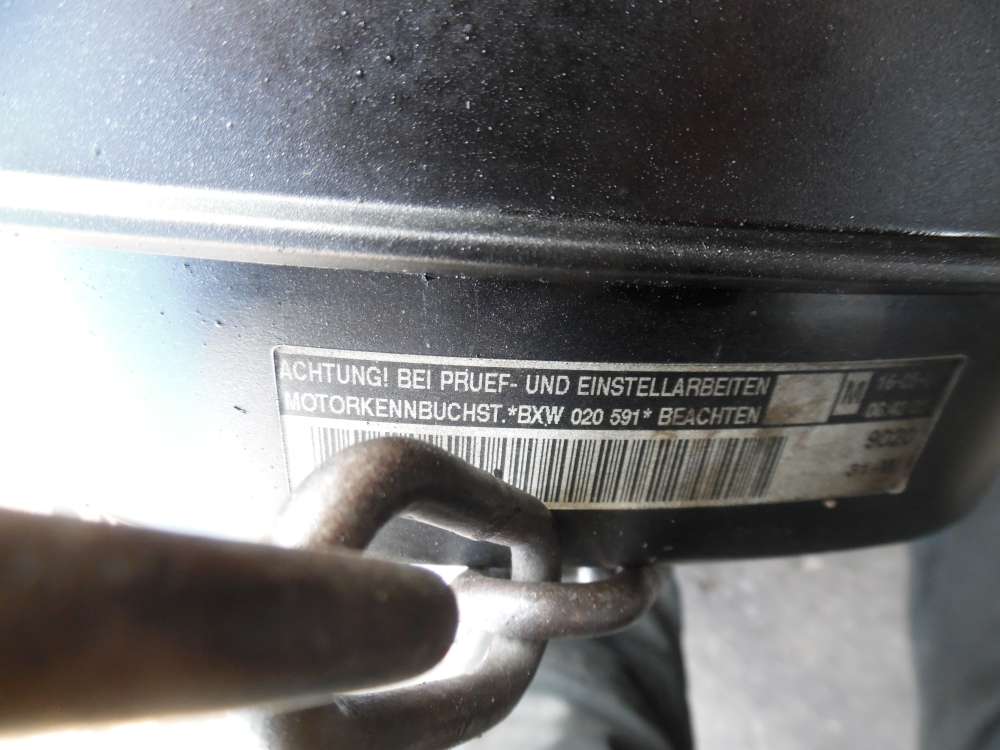 ACHTUNG! BEI PRUEF- UND EINSTELLARBEITEN
MOTORKENNBUCHST.*BXW 020 591* BEACHTEN
M